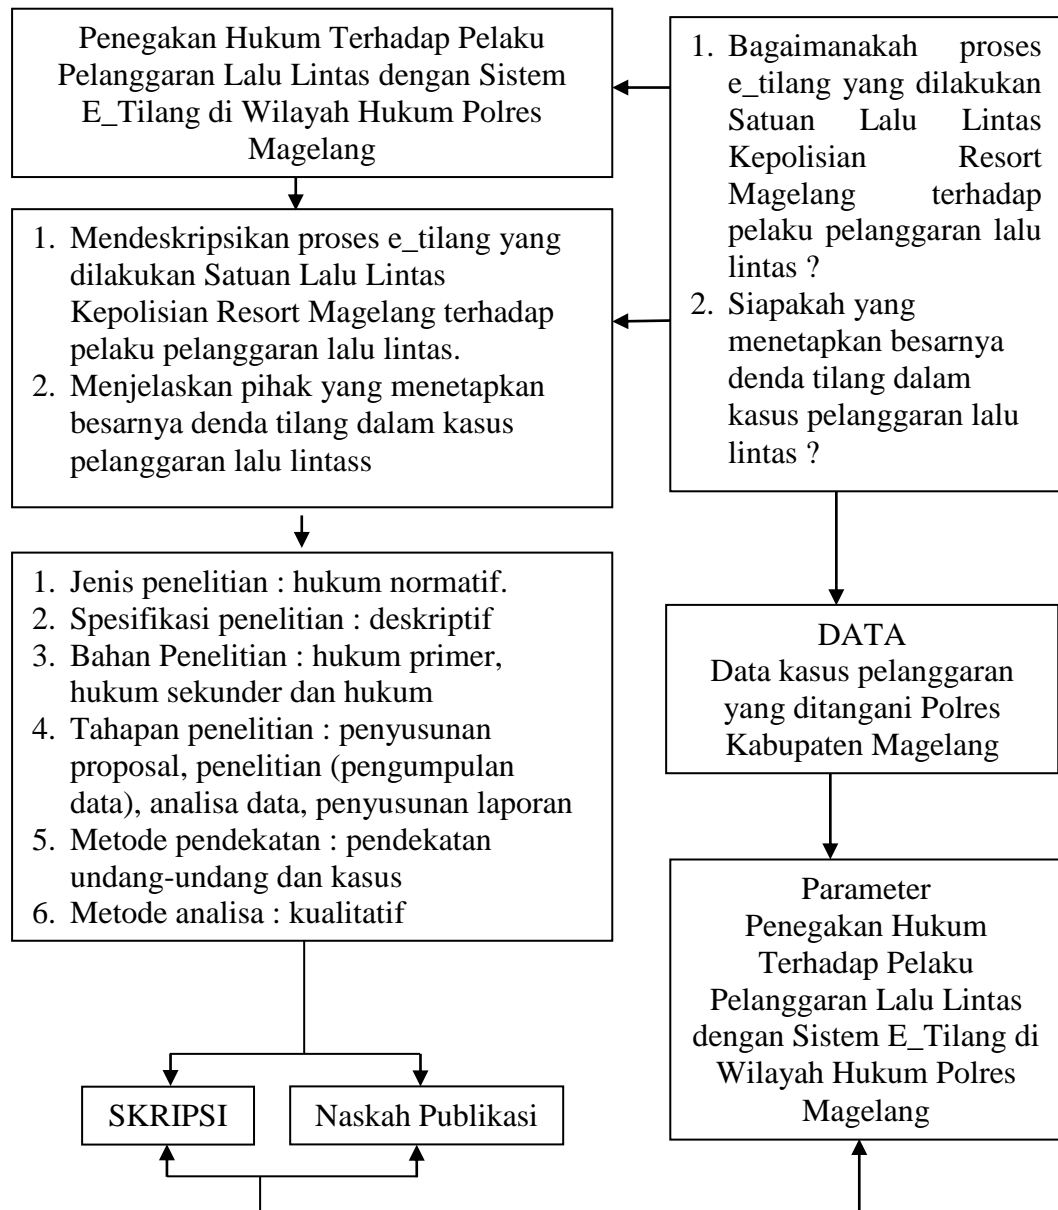 Penegakan Hukum Terhadap Pelaku
Pelanggaran Lalu Lintas dengan Sistem
E_Tilang di Wilayah Hukum Polres
Magelang
1. Bagaimanakah proses
e_tilang yang dilakukan
Satuan Lalu Lintas
Kepolisian Resort
Magelang terhadap
pelaku pelanggaran lalu
lintas ?
2. Siapakah yang
menetapkan besarnya
denda tilang dalam
kasus pelanggaran lalu
lintas ?
1. Mendeskripsikan proses e_tilang yang
dilakukan Satuan Lalu Lintas
Kepolisian Resort Magelang terhadap
pelaku pelanggaran lalu lintas.
2. Menjelaskan pihak yang menetapkan
besarnya denda tilang dalam kasus
pelanggaran lalu lintass
1. Jenis penelitian : hukum normatif.
2. Spesifikasi penelitian : deskriptif
3. Bahan Penelitian : hukum primer,
hukum sekunder dan hukum
4. Tahapan penelitian : penyusunan
proposal, penelitian (pengumpulan
data), analisa data, penyusunan laporan
5. Metode pendekatan : pendekatan
undang-undang dan kasus
6. Metode analisa : kualitatif
DATA
Data kasus pelanggaran
yang ditangani Polres
Kabupaten Magelang
Parameter
Penegakan Hukum
Terhadap Pelaku
Pelanggaran Lalu Lintas
dengan Sistem E_Tilang di
Wilayah Hukum Polres
Magelang
SKRIPSI
Naskah Publikasi